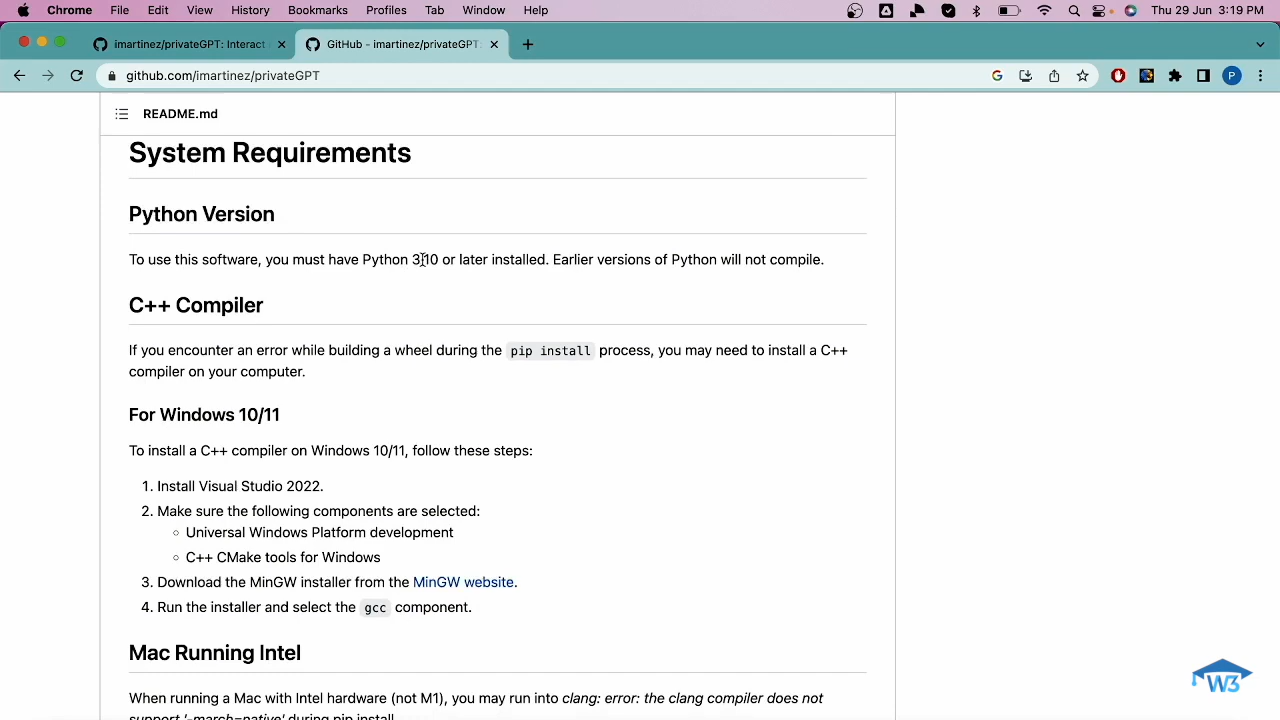 Chrome File Edit View History Bookmarks Profiles Tab Window Help Thu 29 Jun 3:19 PM
imartinez/privateGPT: Interact GitHub - imartinez/privateGPT:
github.com/imartinez/privateGPT
README.md
System Requirements
Python Version
To use this software, you must have Python 3.10 or later installed. Earlier versions of Python will not compile.
C++ Compiler
If you encounter an error while building a wheel during the pip install process, you may need to install a C++
compiler on your computer.
For Windows 10/11
To install a C++ compiler on Windows 10/11, follow these steps:
1. Install Visual Studio 2022.
2. Make sure the following components are selected:
Universal Windows Platform development
C++ CMake tools for Windows
3. Download the MinGW installer from the MinGW website.
4. Run the installer and select the gcc component.
Mac Running Intel
When running a Mac with Intel hardware (not M1), you may run into clang: error: the clang compiler does not
support '-march=native' during pip install.
W3